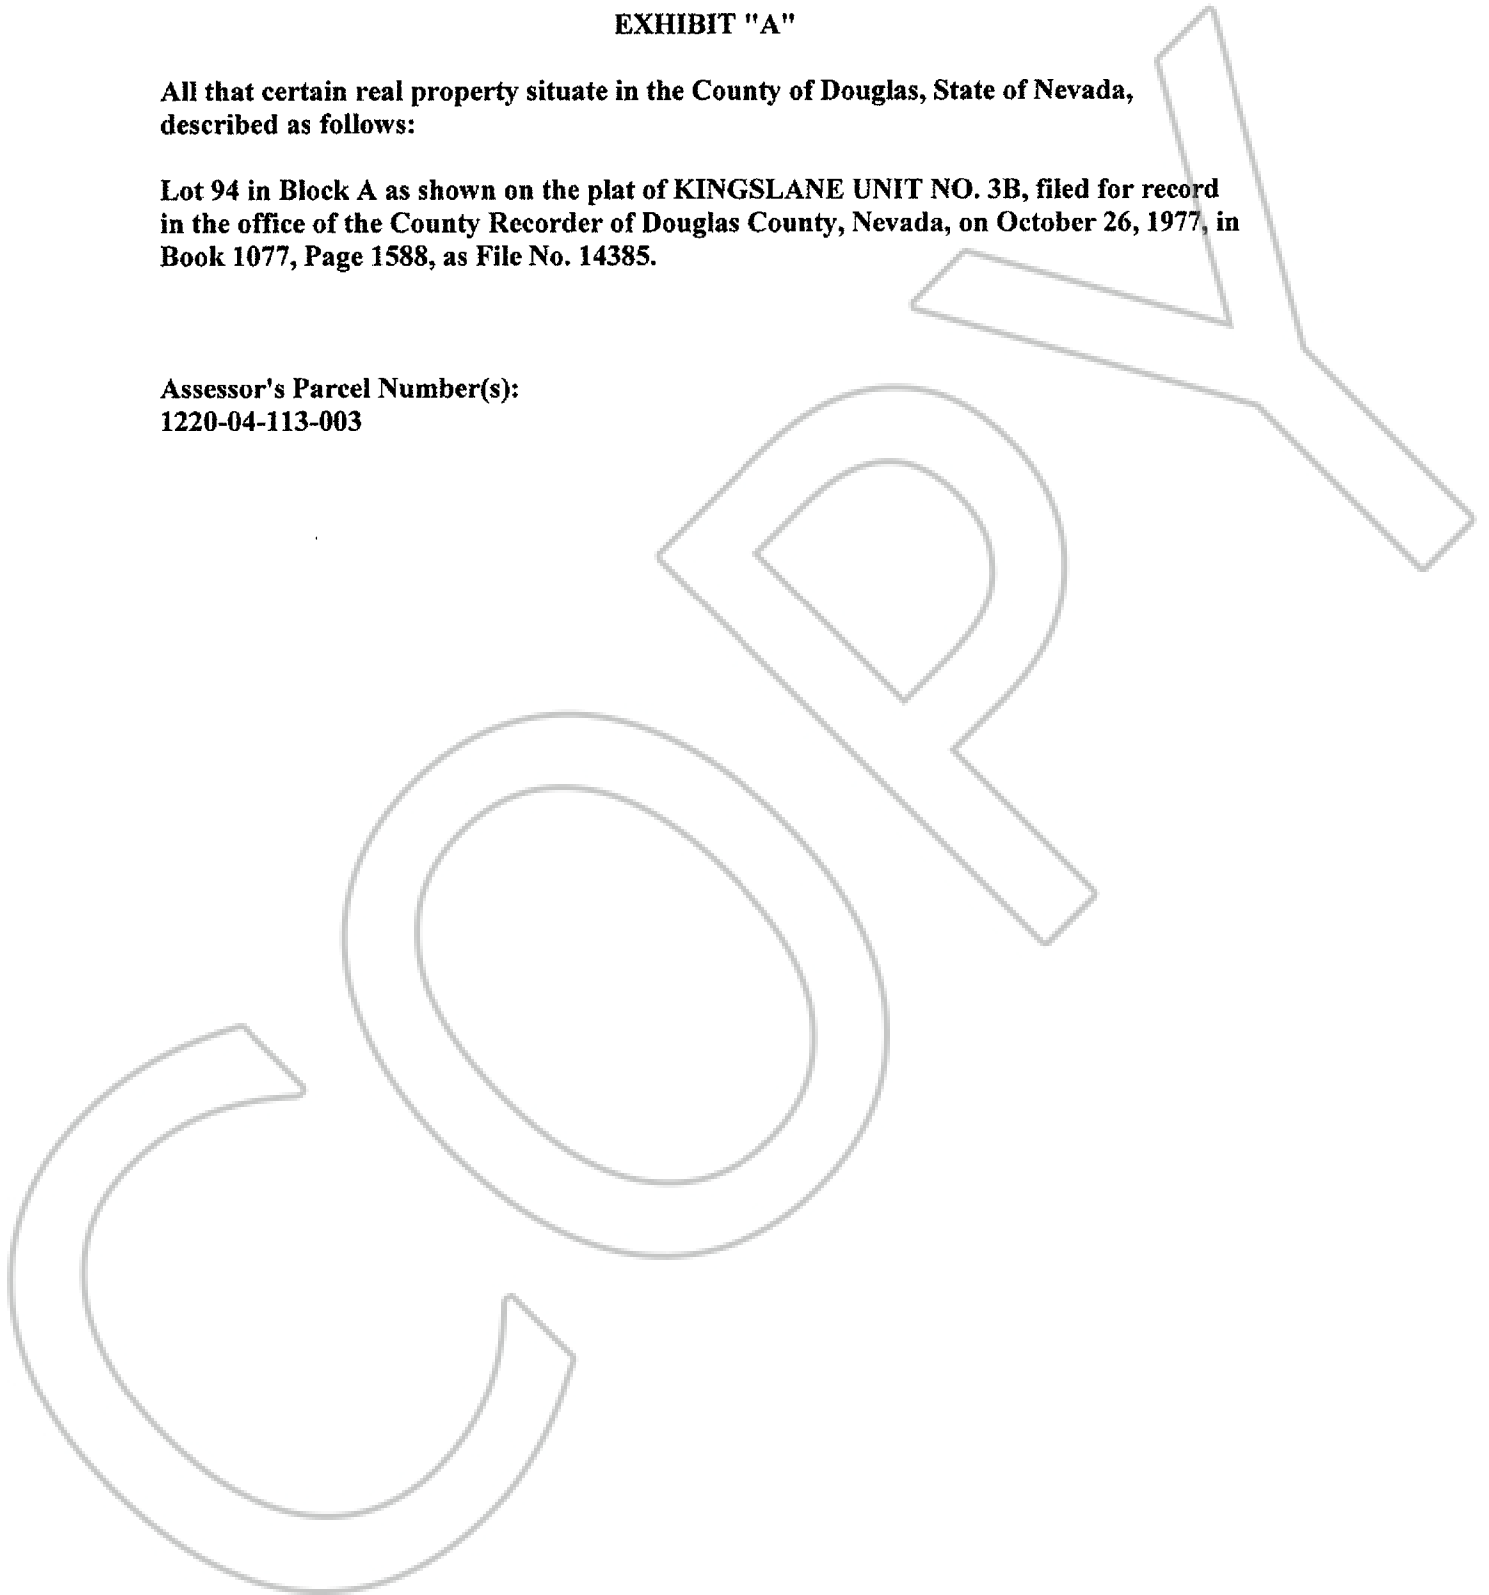 EXHIBIT "A"
All that certain real property situate in the County of Douglas, State of Nevada,
described as follows:
Lot 94 in Block A as shown on the plat of KINGSLANE UNIT NO. 3B, filed for record
in the office of the County Recorder of Douglas County, Nevada, on October 26, 1977, in
Book 1077, Page 1588, as File No. 14385.
Assessor's Parcel Number(s):
1220-04-113-003
COPY